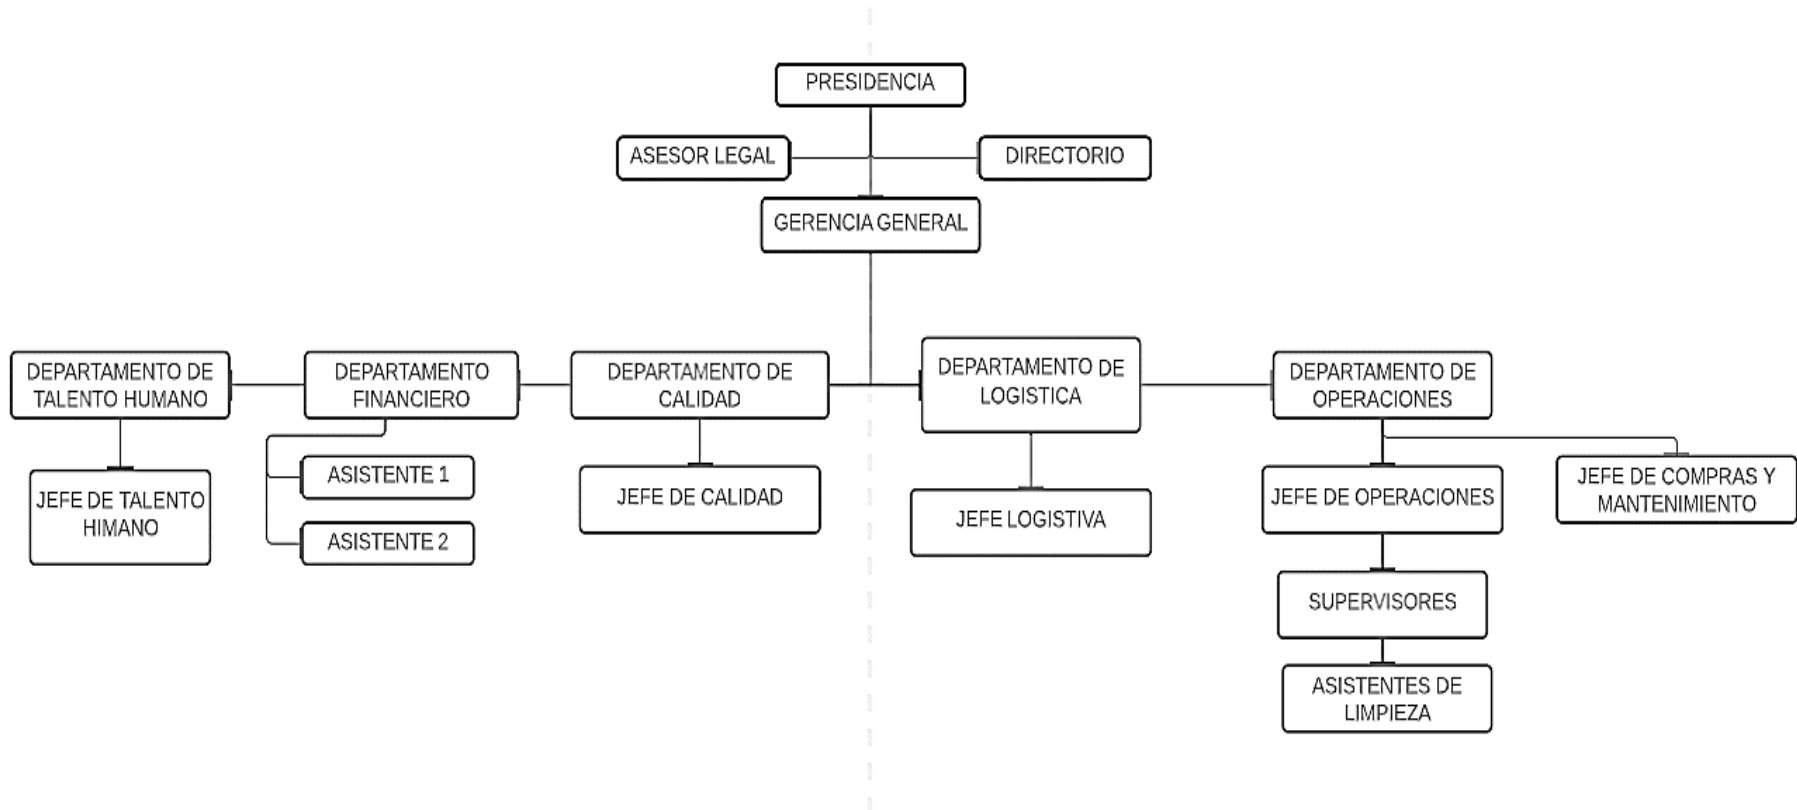 PRESIDENCIA
ASESOR LEGAL
DIRECTORIO
GERENCIA GENERAL
DEPARTAMENTO DE
TALENTO HUMANO
DEPARTAMENTO
FINANCIERO
DEPARTAMENTO DE
CALIDAD
DEPARTAMENTO DE
LOGISTICA
DEPARTAMENTO DE
OPERACIONES
JEFE DE TALENTO
HIMANO
ASISTENTE 1
ASISTENTE 2
JEFE DE CALIDAD
JEFE LOGISTIVA
JEFE DE OPERACIONES
JEFE DE COMPRAS Y
MANTENIMIENTO
SUPERVISORES
ASISTENTES DE
LIMPIEZA